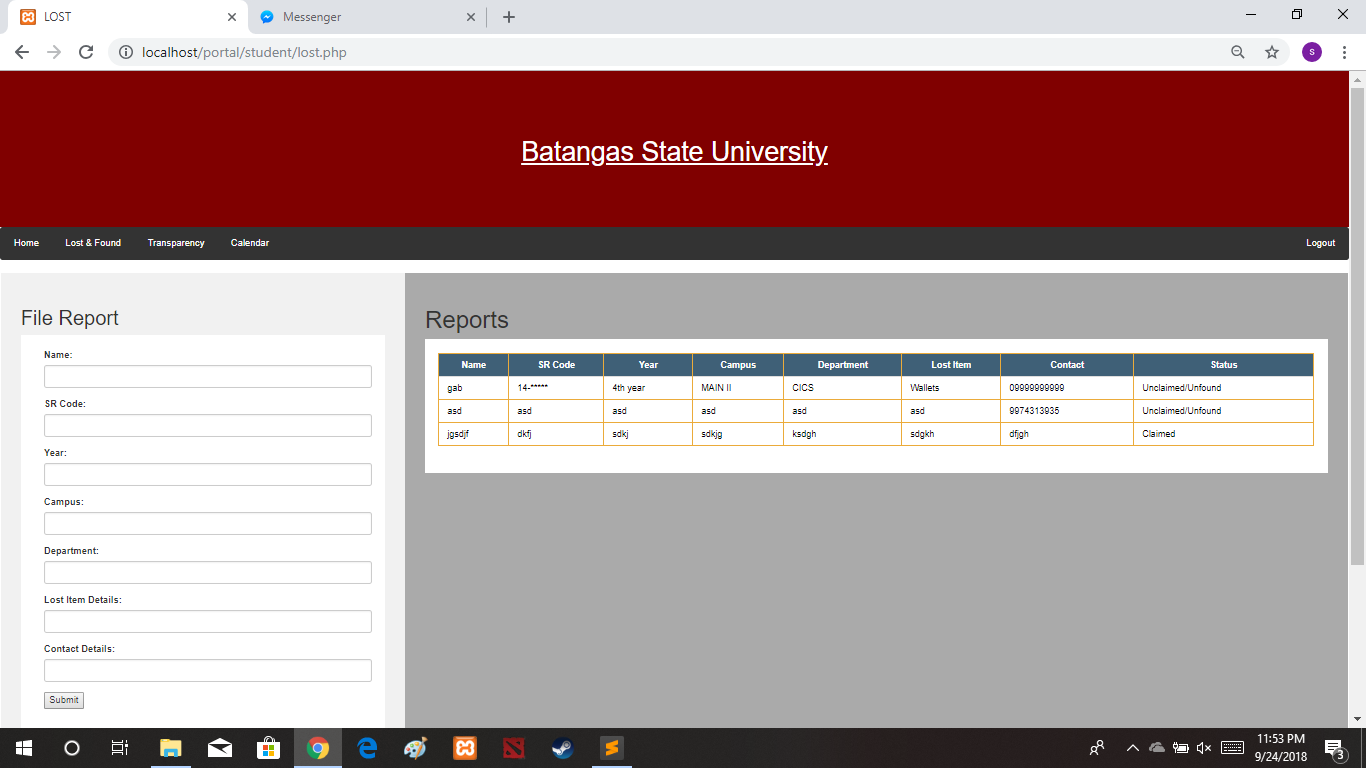 LOST
Messenger
localhost/portal/student/lost.php
s
Batangas State University
Home Lost & Found Transparency Calendar Logout
File Report
Name:
SR Code:
Year:
Campus:
Department:
Lost Item Details:
Contact Details:
Submit
Reports
Name SR Code Year Campus Department Lost Item Contact Status
gab 14-***** 4th year MAIN II CICS Wallets 09999999999 Unclaimed/Unfound
asd asd asd asd asd asd 9974313935 Unclaimed/Unfound
jgsdjf dkfj sdkj sdkjg ksdgh sdgkh dfjgh Claimed
11:53 PM
9/24/2018
3